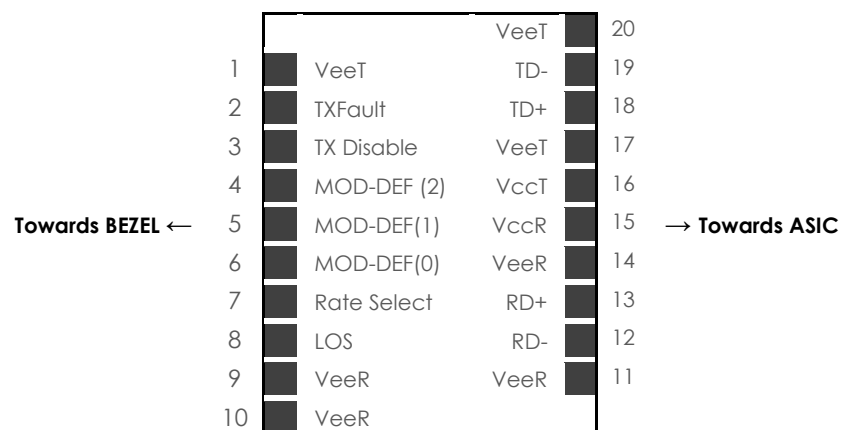 VeeT 20
1 VeeT TD- 19
2 TXFault TD+ 18
3 TX Disable VeeT 17
4 MOD-DEF (2) VccT 16
Towards BEZEL ← 5 MOD-DEF(1) VccR 15 → Towards ASIC
6 MOD-DEF(0) VeeR 14
7 Rate Select RD+ 13
8 LOS RD- 12
9 VeeR VeeR 11
10 VeeR